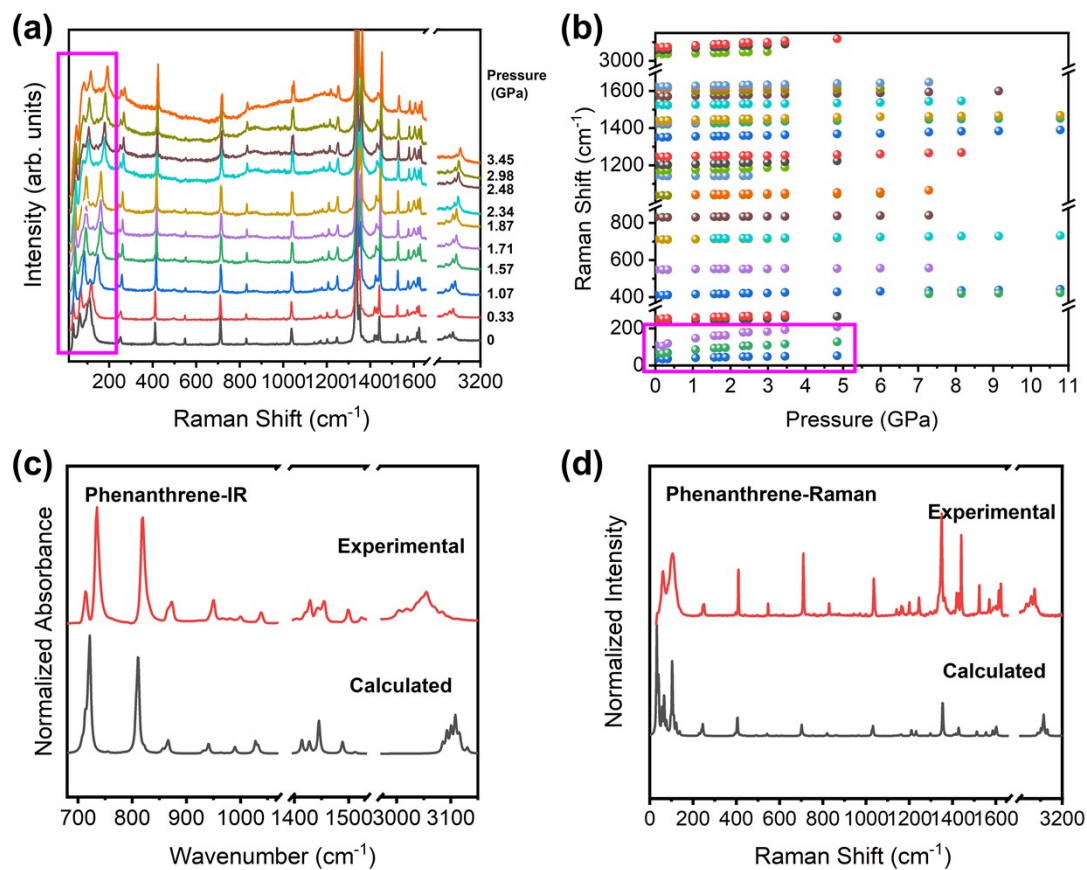 (a)
Intensity (arb. units)
Pressure
(GPa)
3.45
2.98
2.48
2.34
1.87
1.71
1.57
1.07
0.33
0
200 400 600 800 1000 1200 1400 1600 3200
Raman Shift (cm⁻¹)
(b)
Raman Shift (cm⁻¹)
3000
1600
1400
1200
800
600
400
200
0
0 1 2 3 4 5 6 7 8 9 10 11
Pressure (GPa)
(c)
Normalized Absorbance
Phenanthrene-IR
Experimental
Calculated
700 800 900 1000 1400 1500 3000 3100
Wavenumber (cm⁻¹)
(d)
Normalized Intensity
Phenanthrene-Raman
Experimental
Calculated
0 200 400 600 800 1000 1200 1400 1600 3200
Raman Shift (cm⁻¹)